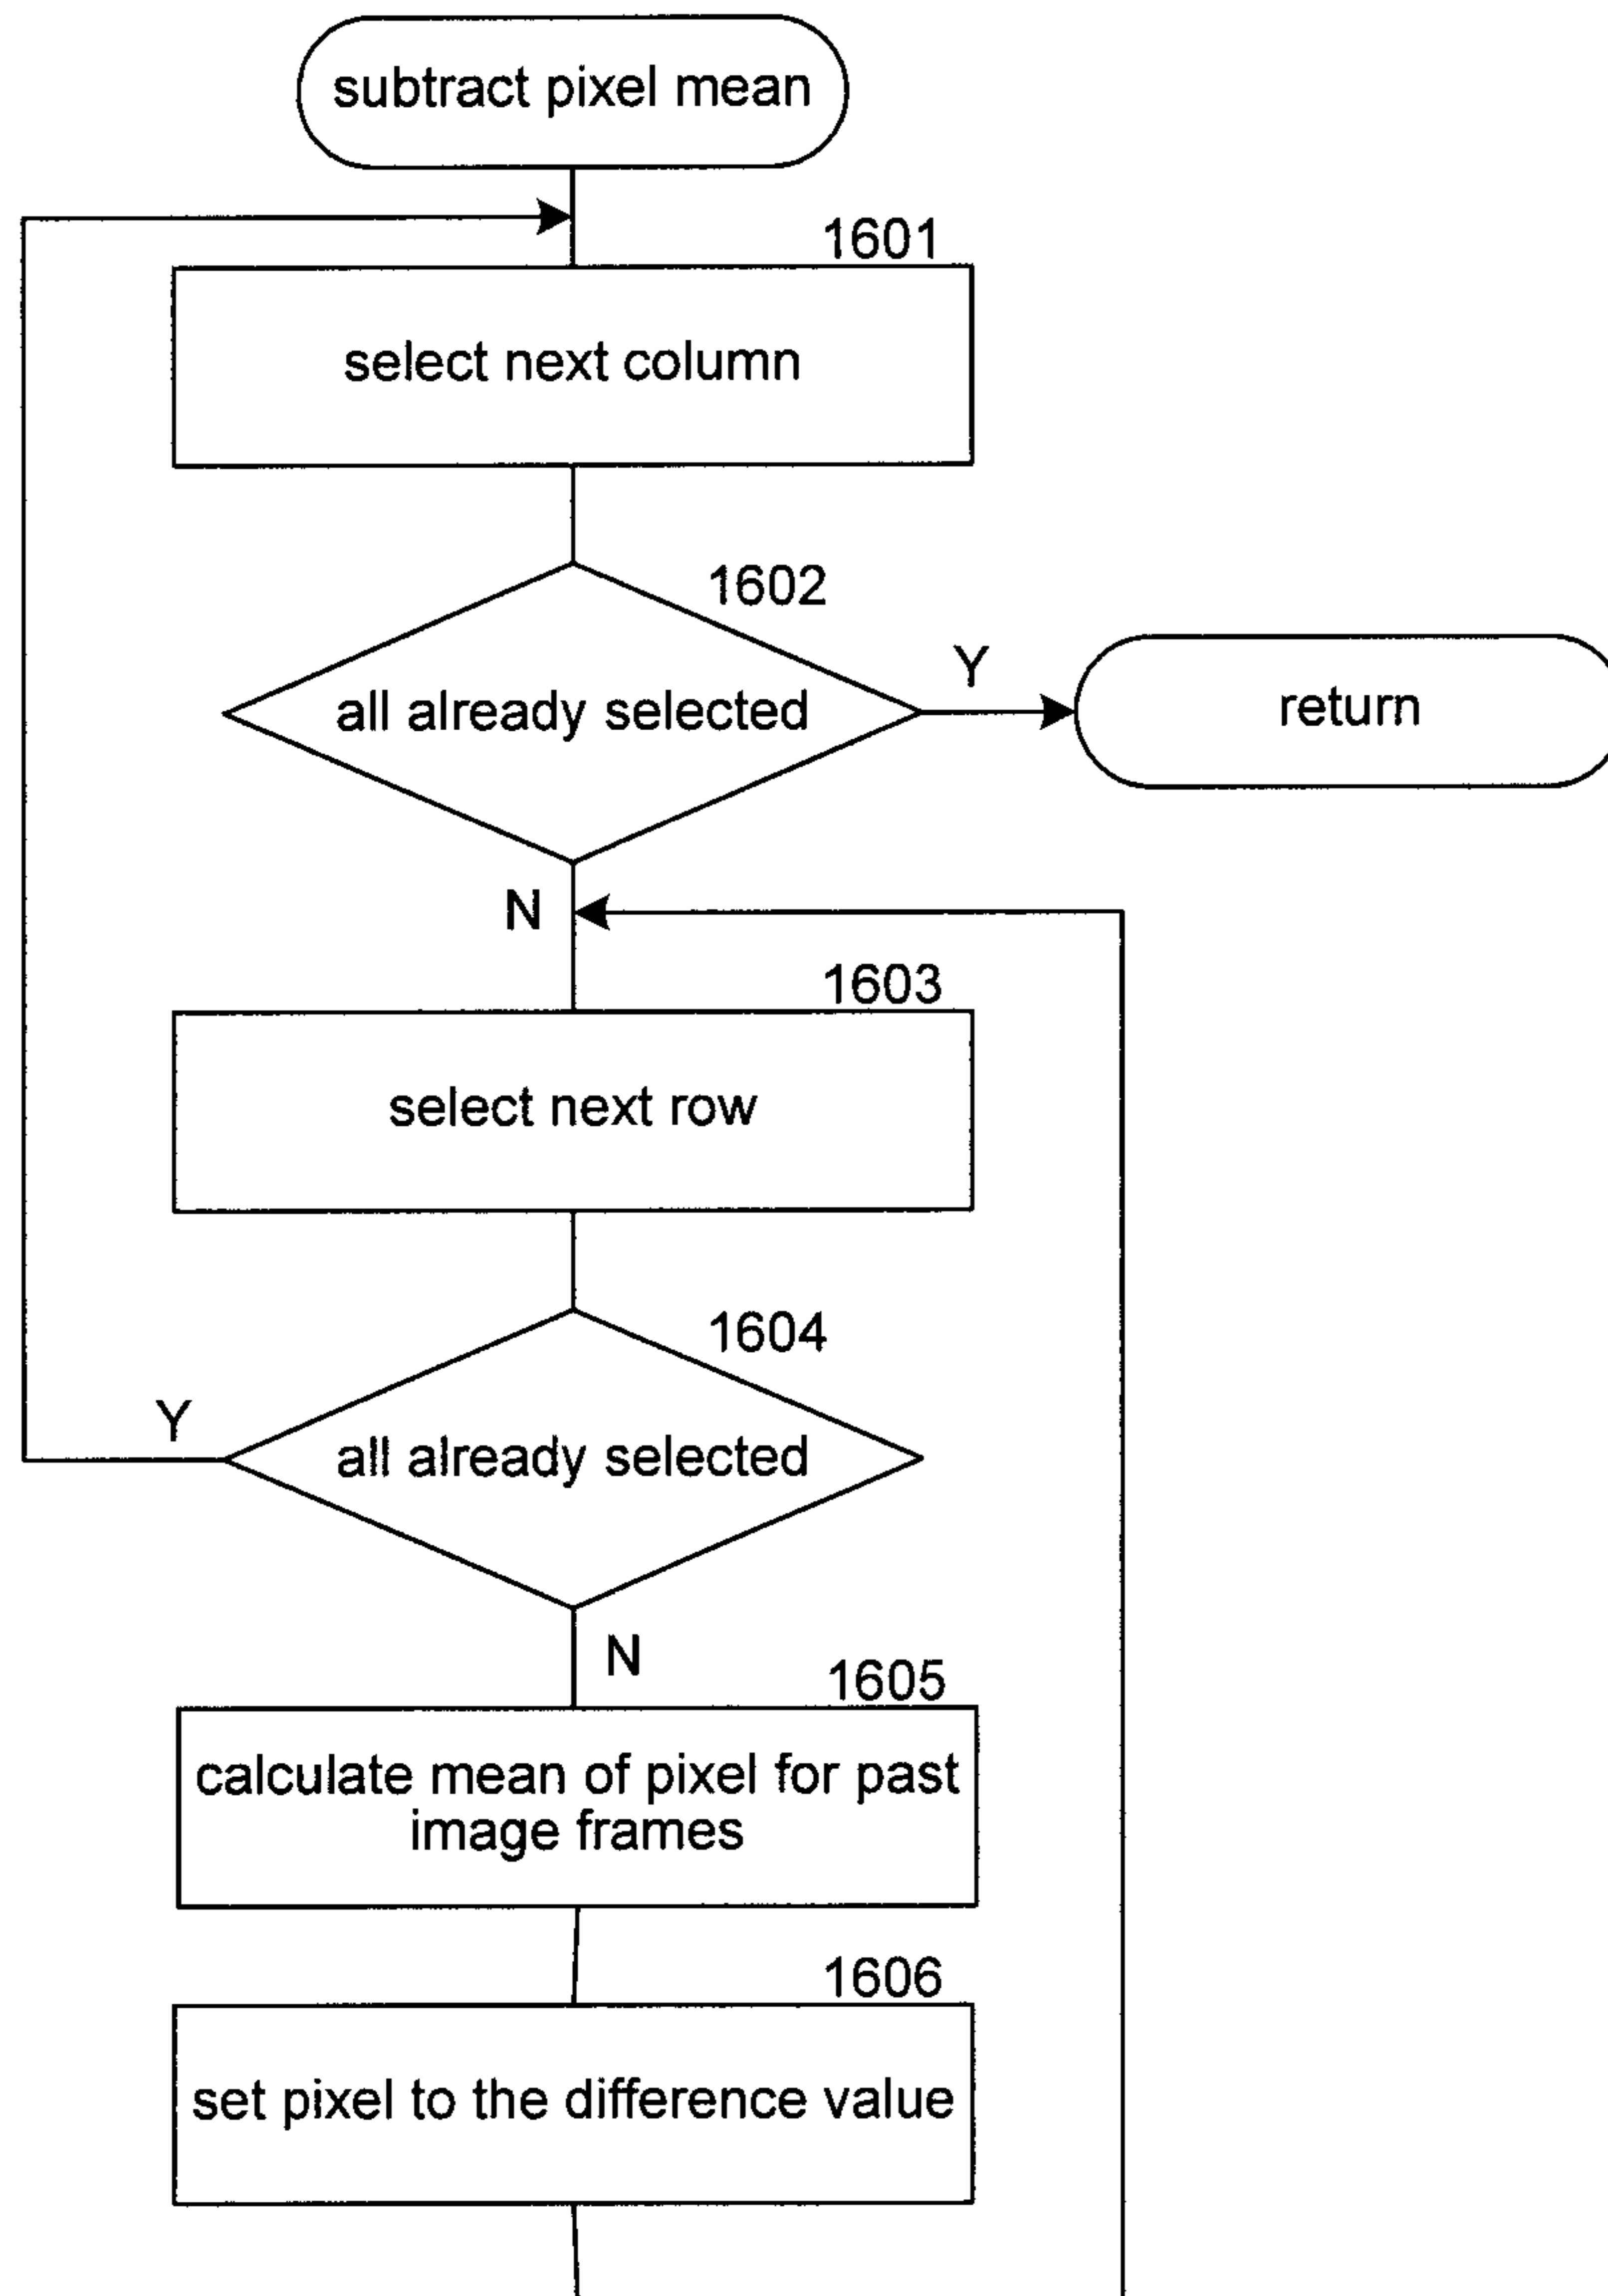 subtract pixel mean
1601
select next column
1602
all already selected
Y
return
N
1603
select next row
1604
Y
all already selected
N
1605
calculate mean of pixel for past
image frames
1606
set pixel to the difference value